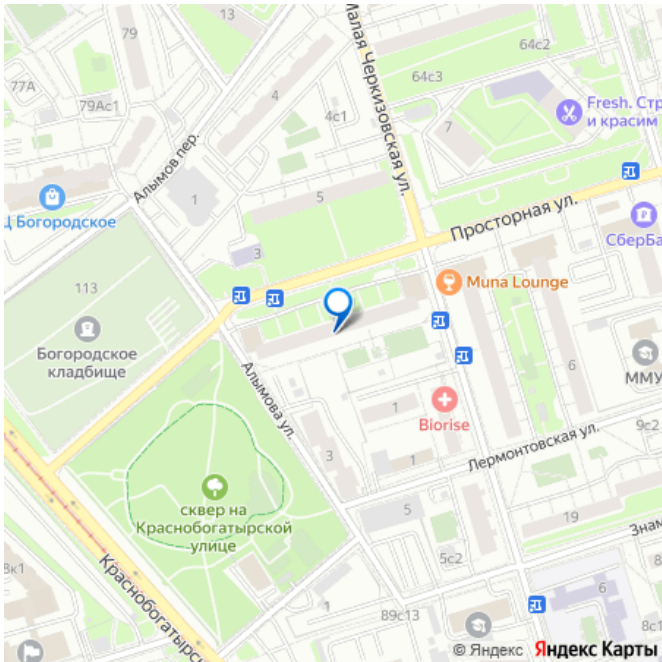 13
79
77А
79Ас1
4
4с1
Малая Черкизовская ул.
64с2
64с3
7
Fresh. Стр
и красим
Алымов пер.
1
5
Просторная ул.
Ц Богородское
СберБа
3
113
Muna Lounge
Богородское
кладбище
6
ММУ
Алымова ул.
1
Biorise
9с2
Лермонтовская ул.
3
1
сквер на
Краснобогатырской
улице
5
19
Знам
5с2
8к1
Краснобогатырс
6
8
89с13
8с1
© Яндекс Яндекс Карты